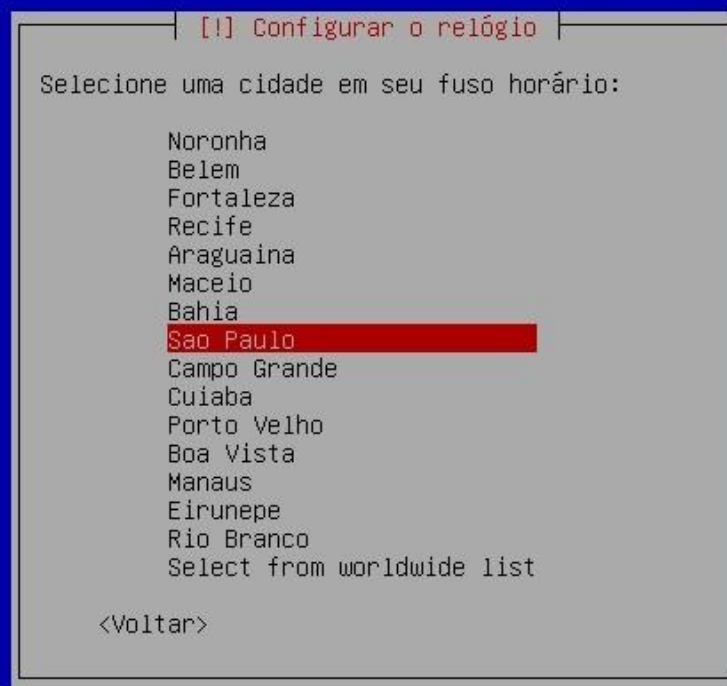 [!] Configurar o relógio
Selecione uma cidade em seu fuso horário:
Noronha
Belem
Fortaleza
Recife
Araguaina
Maceio
Bahia
Sao Paulo
Campo Grande
Cuiaba
Porto Velho
Boa Vista
Manaus
Eirunepe
Rio Branco
Select from worldwide list
<Voltar>